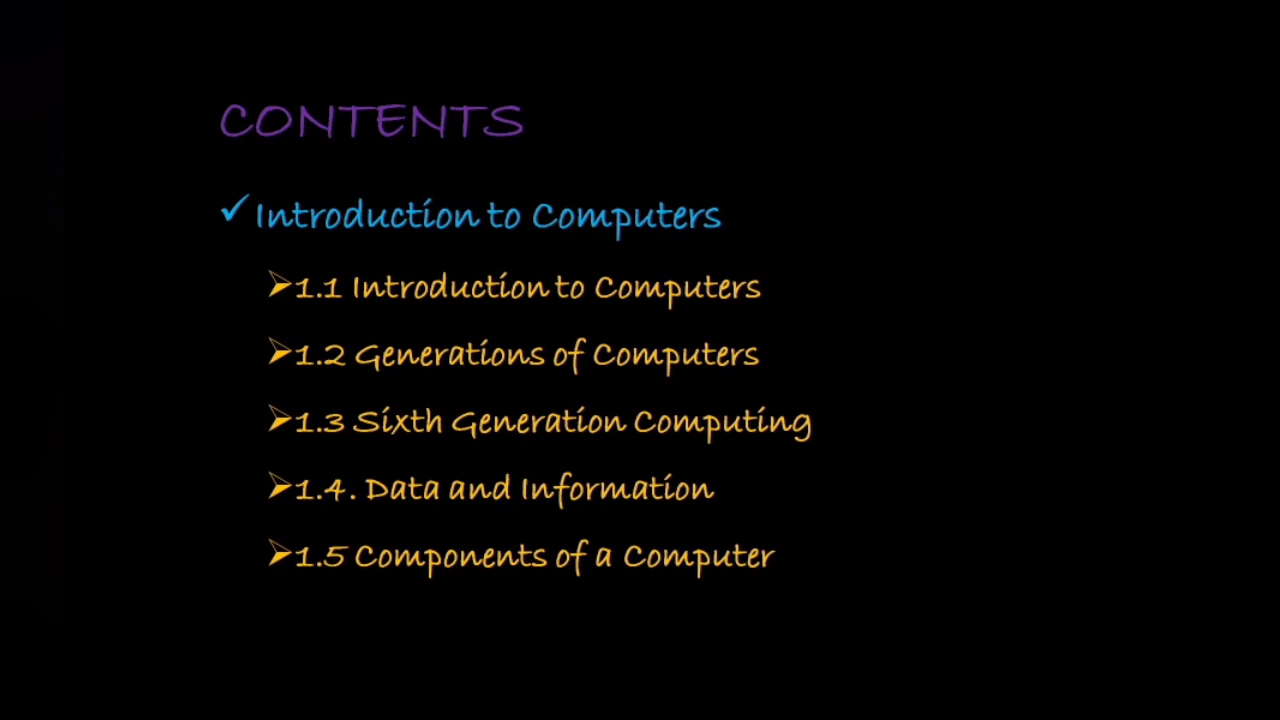 CONTENTS
✓Introduction to Computers
➢1.1 Introduction to Computers
➢1.2 Generations of Computers
➢1.3 Sixth Generation Computing
➢1.4. Data and Information
➢1.5 Components of a Computer